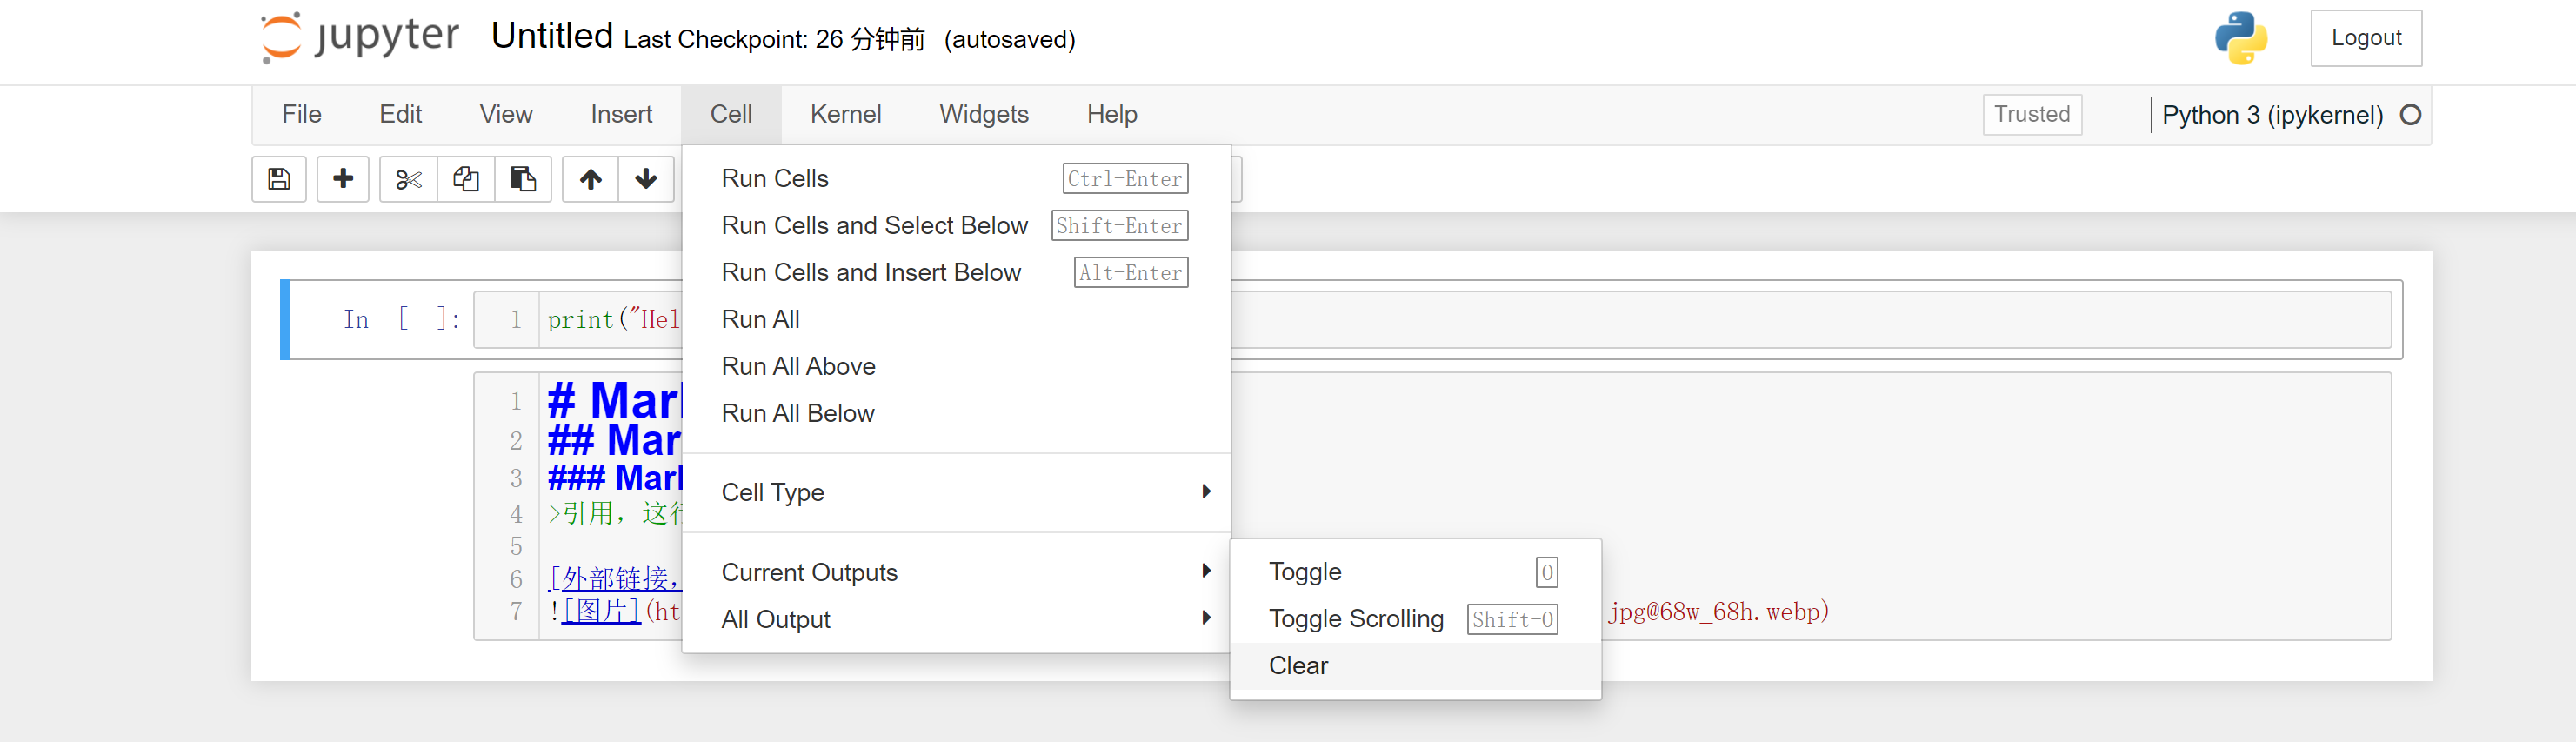 jupyter Untitled Last Checkpoint: 26 分钟前 (autosaved) Logout
File Edit View Insert Cell Kernel Widgets Help Trusted Python 3 (ipykernel)
Run Cells Ctrl-Enter
Run Cells and Select Below Shift-Enter
Run Cells and Insert Below Alt-Enter
Run All
Run All Above
Run All Below
Cell Type
Current Outputs
All Output
Toggle O
Toggle Scrolling Shift-O
Clear
In [ ]: 1 print("Hel
1 # Mar
2 ## Mar
3 ### Mar
4 >引用，这行
5
6 [外部链接，
7 ![图片](ht jpg@68w_68h.webp)